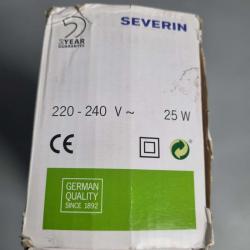 SEVERIN
YEAR
GUARANTEE
220 - 240 V ~ 25 W
CE
GERMAN
QUALITY
SINCE 1892